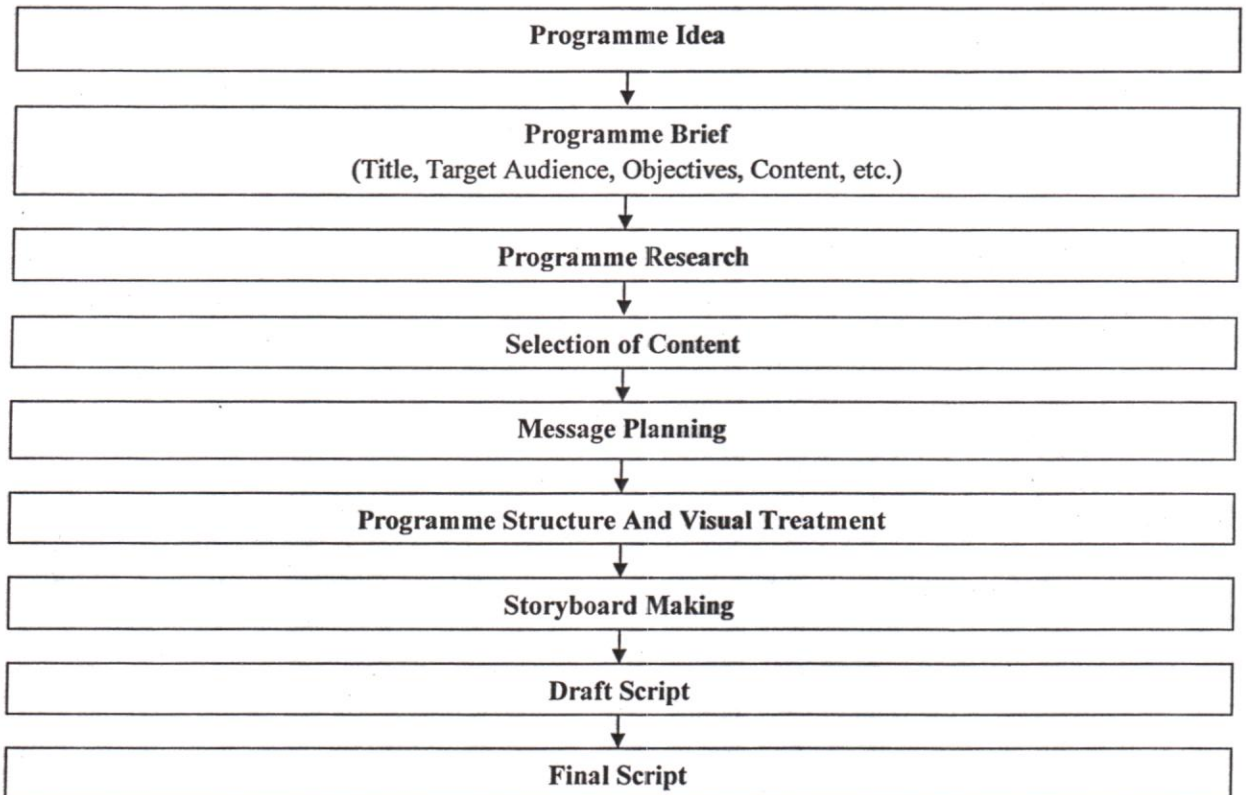 Programme Idea
Programme Brief
(Title, Target Audience, Objectives, Content, etc.)
Programme Research
Selection of Content
Message Planning
Programme Structure And Visual Treatment
Storyboard Making
Draft Script
Final Script